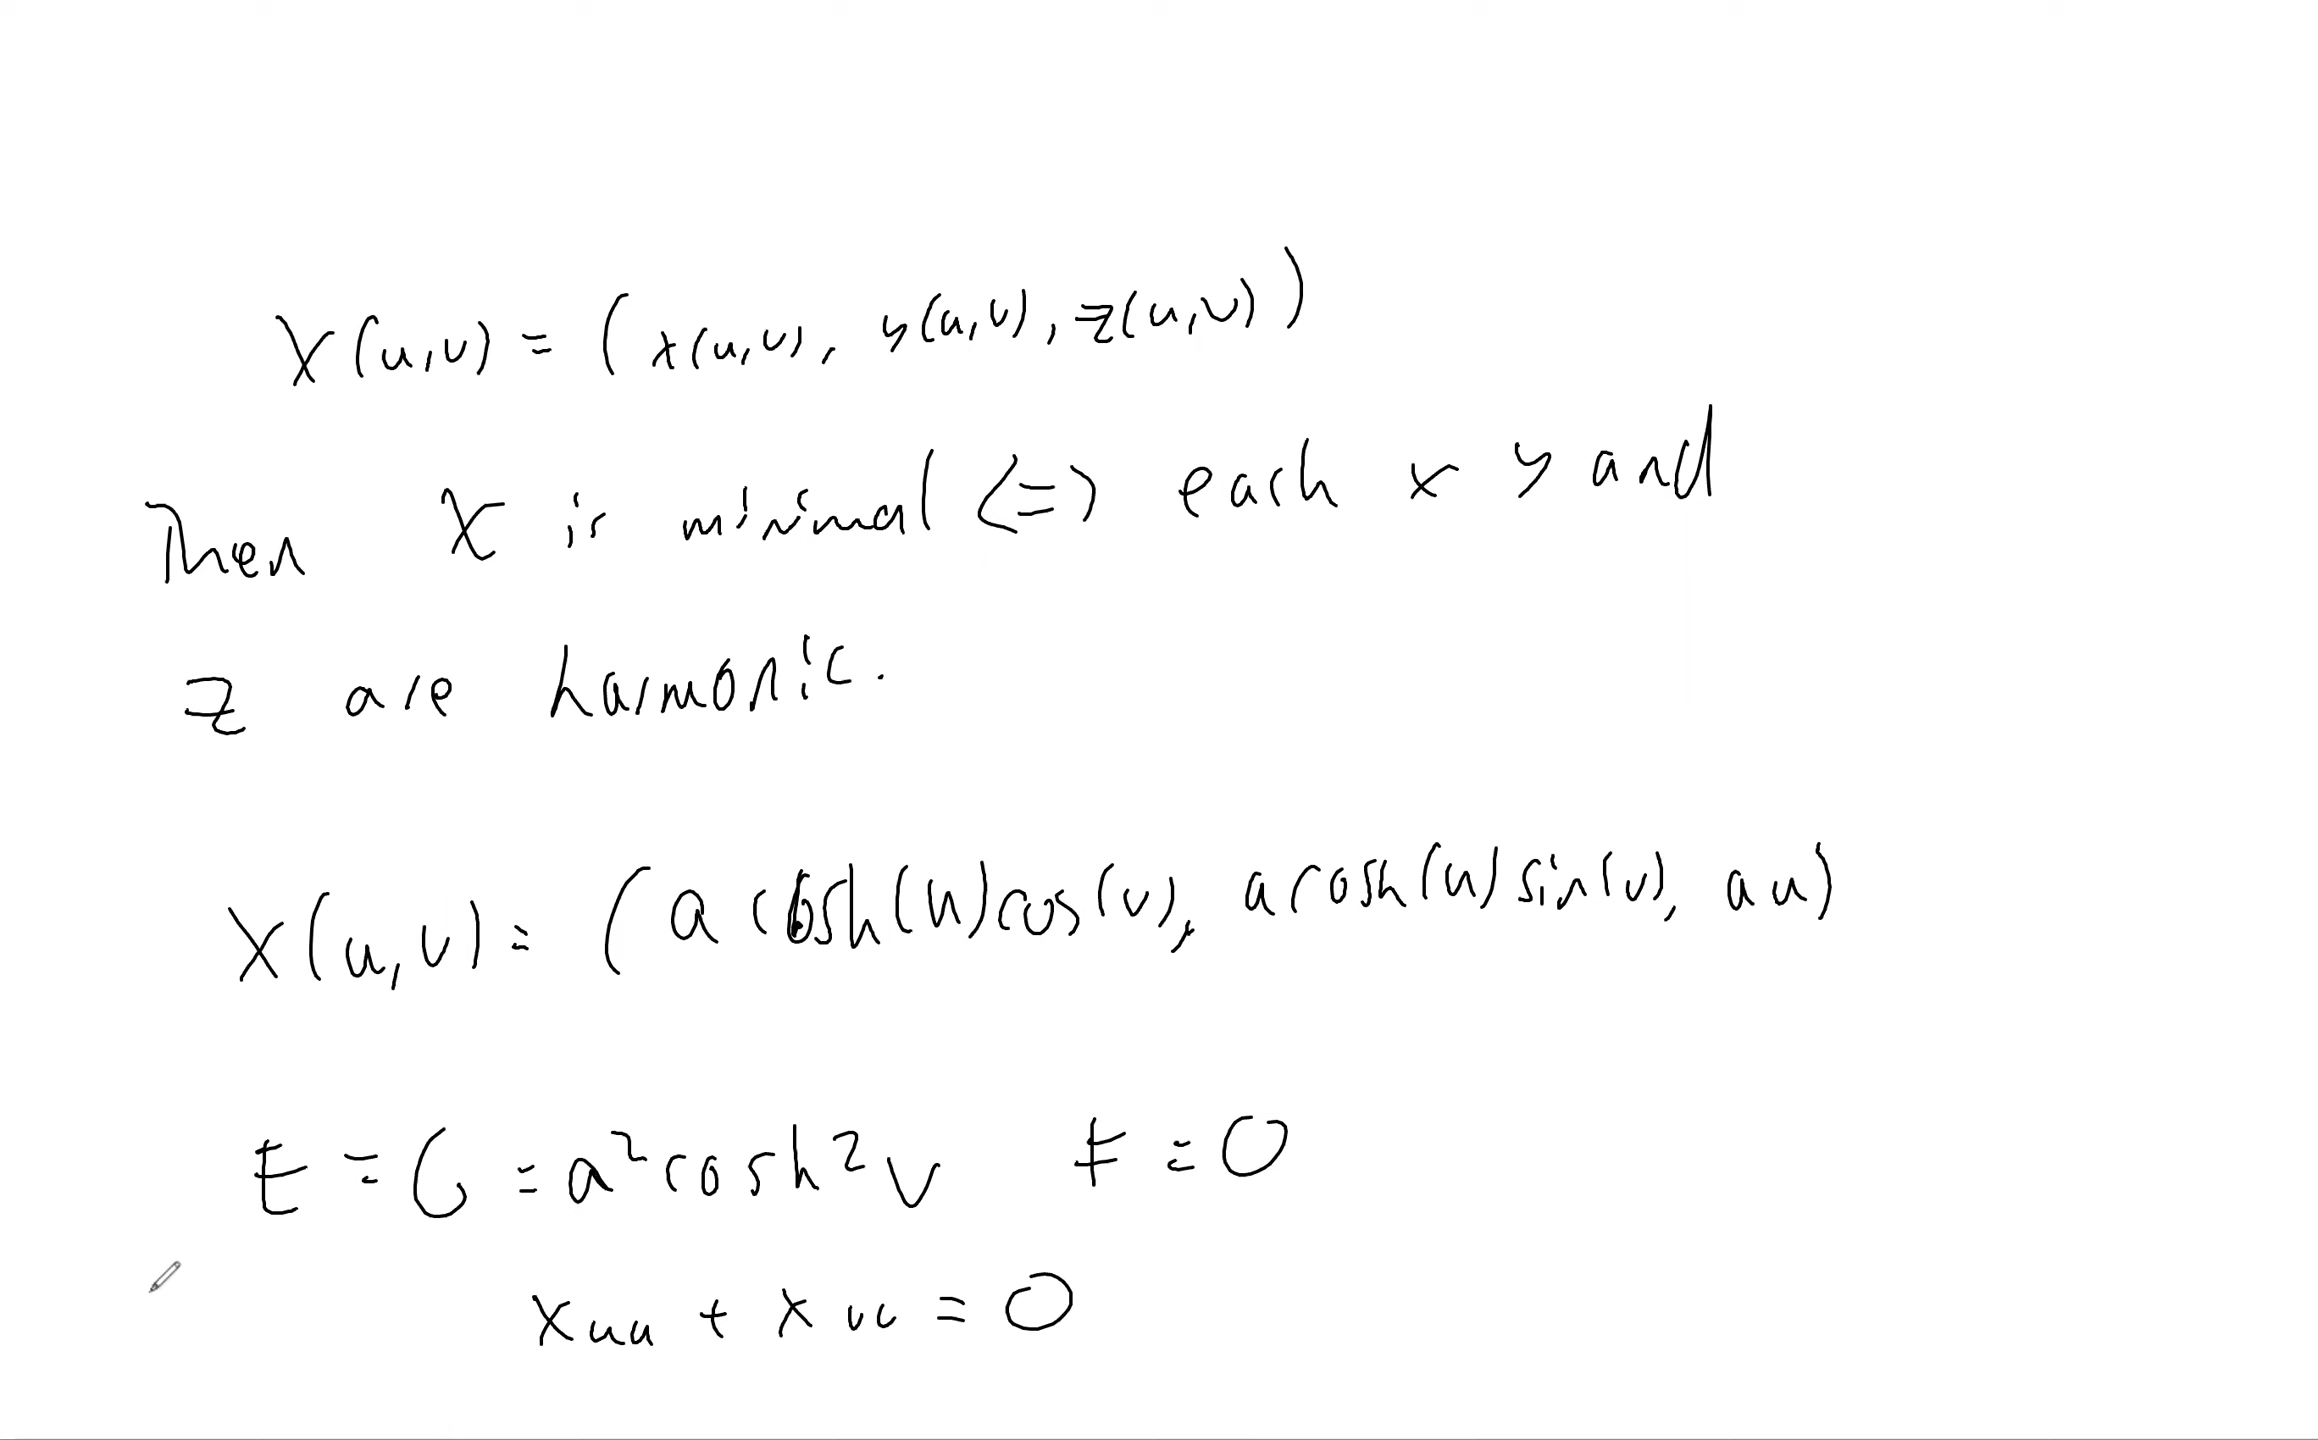 X(u,v) = (x(u,v), y(u,v), z(u,v))
Then X is minimal <=> each x y and
z are harmonic.
X(u,v) = (a cosh(u)cos(v), a cosh(u)sin(v), au)
E = G = a²cosh²v F = 0
xuu + xvv = 0